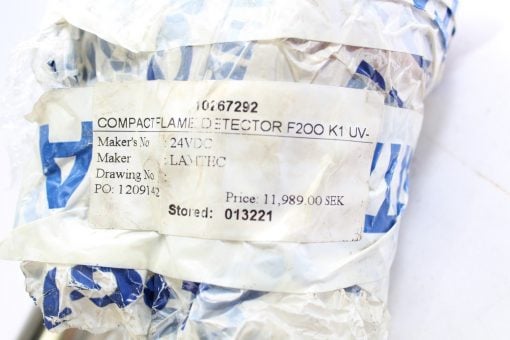 10267292
COMPACTFLAME DETECTOR F200 K1 UV-
Maker's No : 24VDC
Maker : LAMTEC
Drawing No :
PO: 1209142
Price: 11,989.00 SEK
Stored: 013221